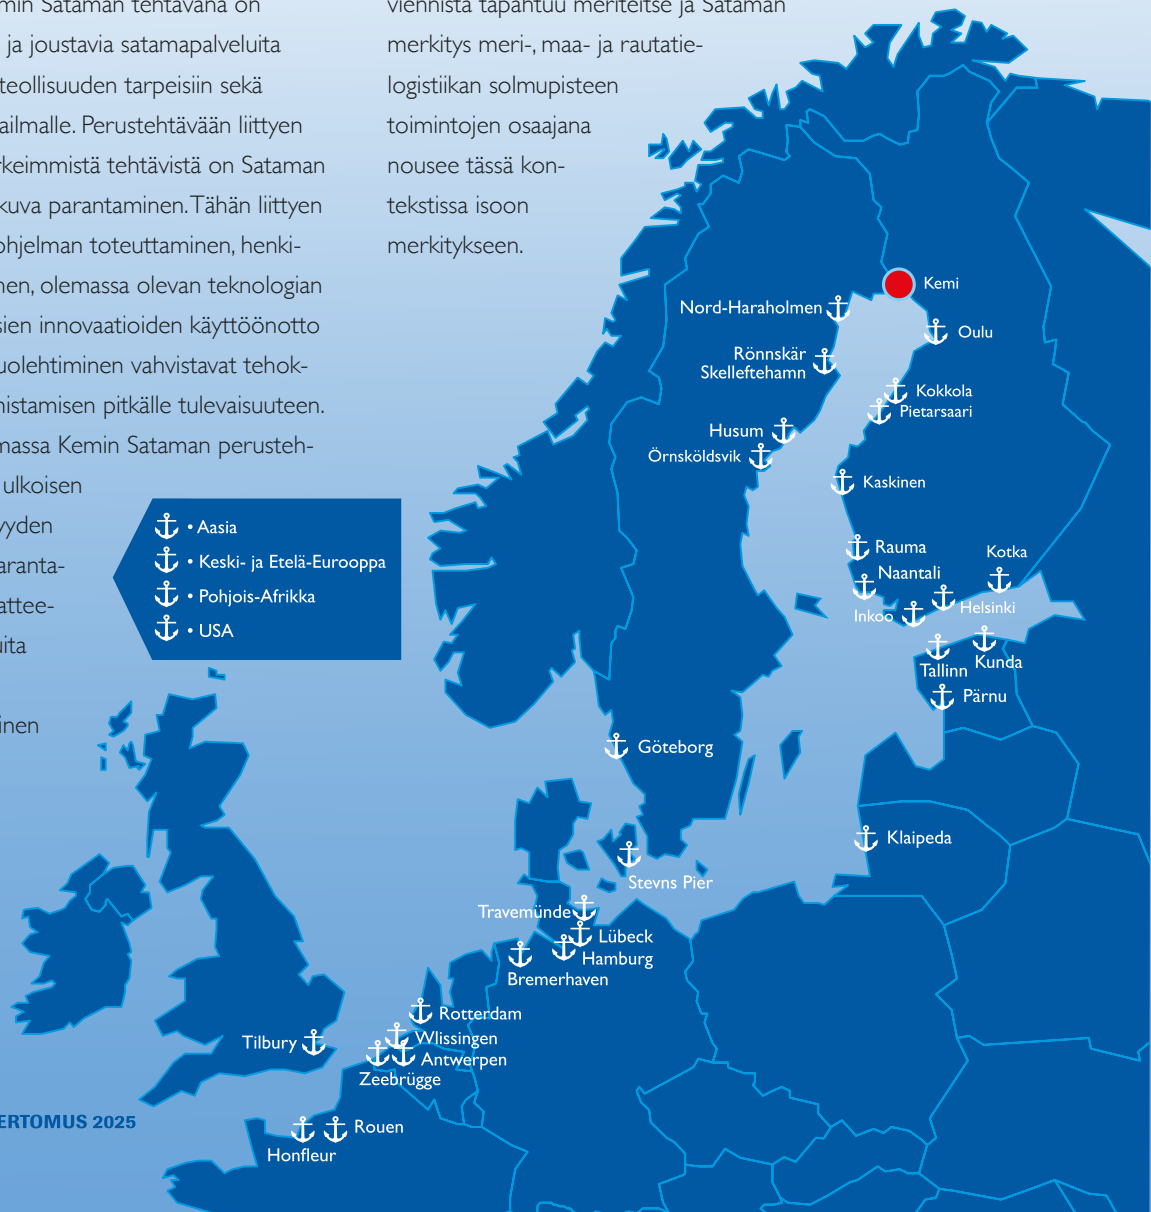 min Sataman tehtävänä on
ja joustavia satamapalveluita
teollisuuden tarpeisiin sekä
ailmalle. Perustehtävään liittyen
rkeimmistä tehtävistä on Sataman
kuva parantaminen. Tähän liittyen
ohjelman toteuttaminen, henki-
nen, olemassa olevan teknologian
sien innovaatioiden käyttöönotto
uolehtiminen vahvistavat tehok-
nistamisen pitkälle tulevaisuuteen.
massa Kemin Sataman perusteh-
ulkoisen
yyden
aranta-
attee-
uita
inen
viennistä tapahtuu meriteitse ja Sataman
merkitys meri-, maa- ja rautatie-
logistiikan solmupisteen
toimintojen osaajana
nousee tässä kon-
tekstissa isoon
merkitykseen.
• Aasia
• Keski- ja Etelä-Eurooppa
• Pohjois-Afrikka
• USA
Kemi
Nord-Haraholmen
Oulu
Rönnskär
Skelleftehamn
Kokkola
Pietarsaari
Husum
Örnsköldsvik
Kaskinen
Rauma
Kotka
Naantali
Helsinki
Inkoo
Kunda
Tallinn
Pärnu
Göteborg
Klaipeda
Stevns Pier
Travemünde
Lübeck
Hamburg
Bremerhaven
Rotterdam
Wlissingen
Tilbury
Antwerpen
Zeebrügge
Rouen
Honfleur
ERTOMUS 2025